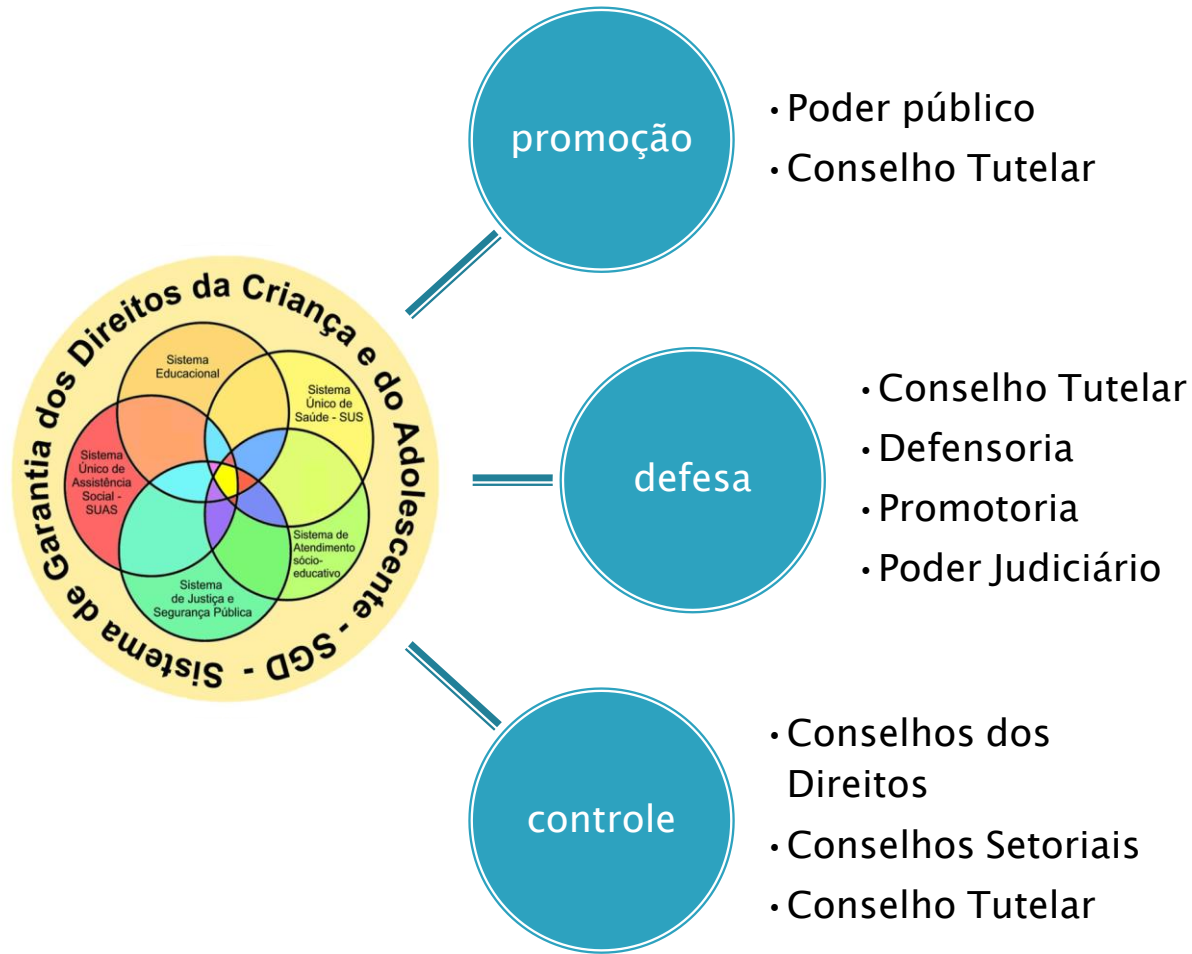 Sistema de Garantia dos Direitos da Criança e do Adolescente - SGD -
Sistema
Educacional
Sistema
Único de
Saúde - SUS
Sistema
Único de
Assistência
Social -
SUAS
Sistema de
Atendimento
sócio-
educativo
Sistema
de Justiça e
Segurança Pública
promoção
• Poder público
• Conselho Tutelar
defesa
• Conselho Tutelar
• Defensoria
• Promotoria
• Poder Judiciário
controle
• Conselhos dos
Direitos
• Conselhos Setoriais
• Conselho Tutelar